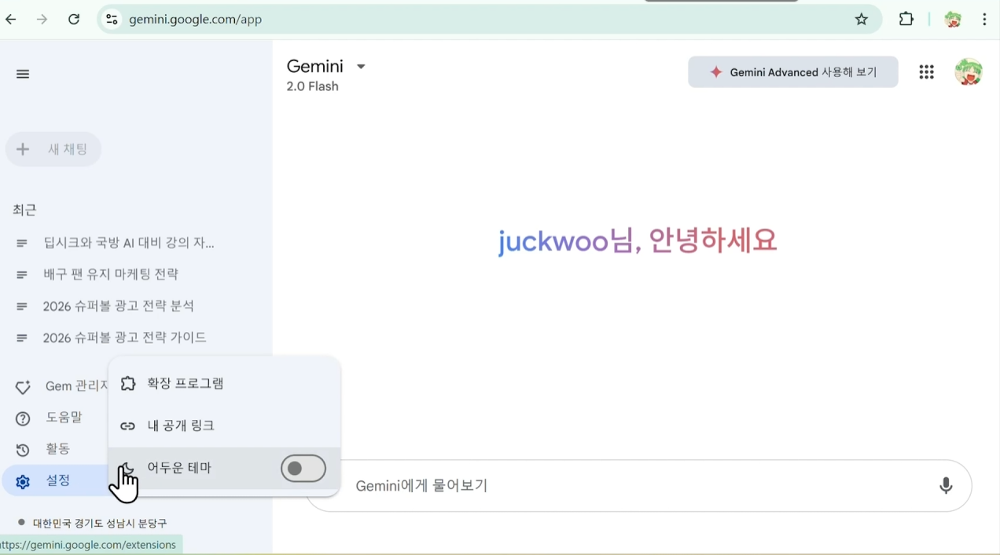 gemini.google.com/app
Gemini
2.0 Flash
Gemini Advanced 사용해 보기
새 채팅
최근
딥시크와 국방 AI 대비 강의 자...
배구 팬 유지 마케팅 전략
2026 슈퍼볼 광고 전략 분석
2026 슈퍼볼 광고 전략 가이드
juckwoo님, 안녕하세요
Gem 관리자
도움말
활동
설정
확장 프로그램
내 공개 링크
어두운 테마
Gemini에게 물어보기
대한민국 경기도 성남시 분당구
ttps://gemini.google.com/extensions